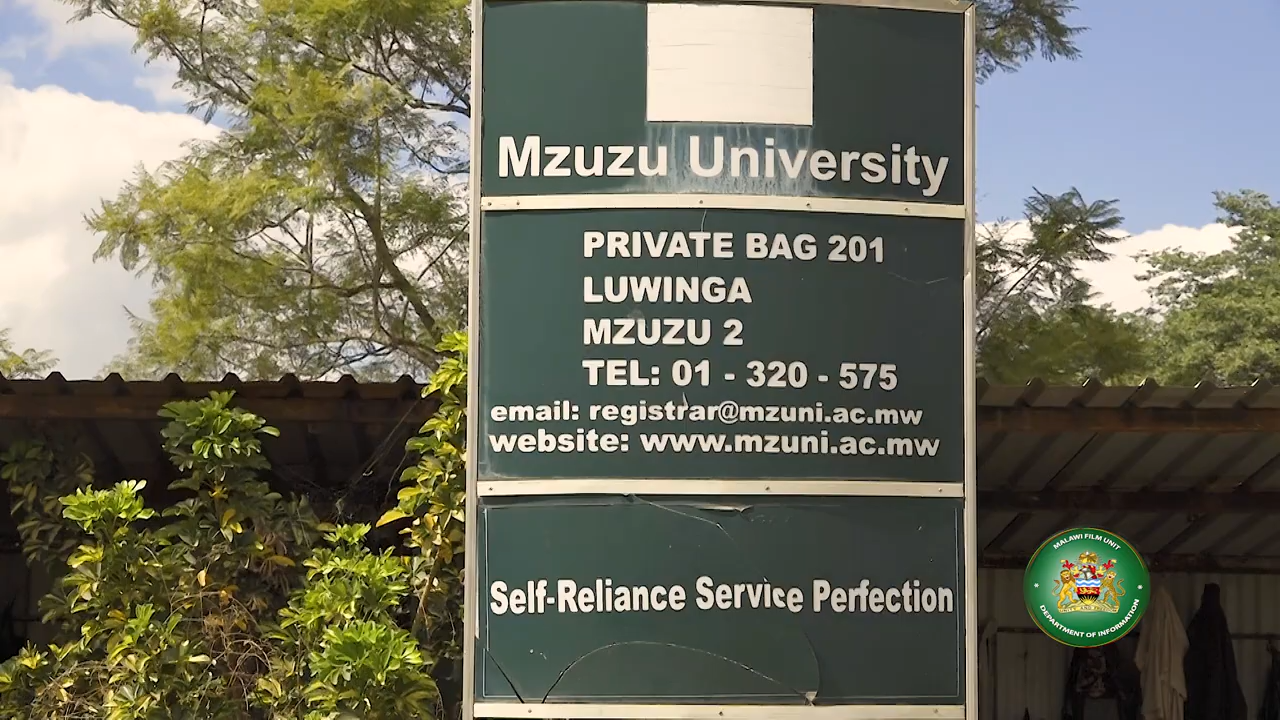 Mzuzu University
PRIVATE BAG 201
LUWINGA
MZUZU 2
TEL: 01 - 320 - 575
email: registrar@mzuni.ac.mw
website: www.mzuni.ac.mw
Self-Reliance Service Perfection
MALAWI FILM UNIT
DEPARTMENT OF INFORMATION